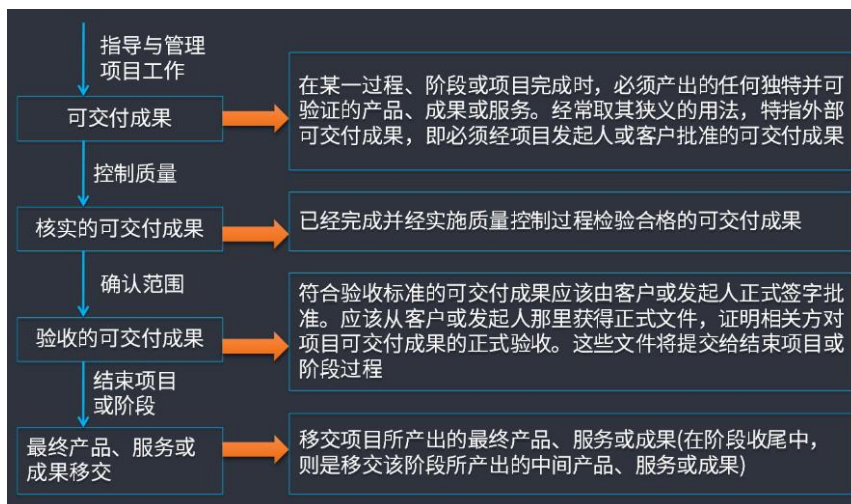 指导与管理
项目工作
可交付成果
在某一过程、阶段或项目完成时，必须产出的任何独特并可
验证的产品、成果或服务。经常取其狭义的用法，特指外部
可交付成果，即必须经项目发起人或客户批准的可交付成果
控制质量
核实的可交付成果
已经完成并经实施质量控制过程检验合格的可交付成果
确认范围
验收的可交付成果
符合验收标准的可交付成果应该由客户或发起人正式签字批
准。应该从客户或发起人那里获得正式文件，证明相关方对
项目可交付成果的正式验收。这些文件将提交给结束项目或
阶段过程
结束项目
或阶段
最终产品、服务或
成果移交
移交项目所产出的最终产品、服务或成果(在阶段收尾中，
则是移交该阶段所产出的中间产品、服务或成果)